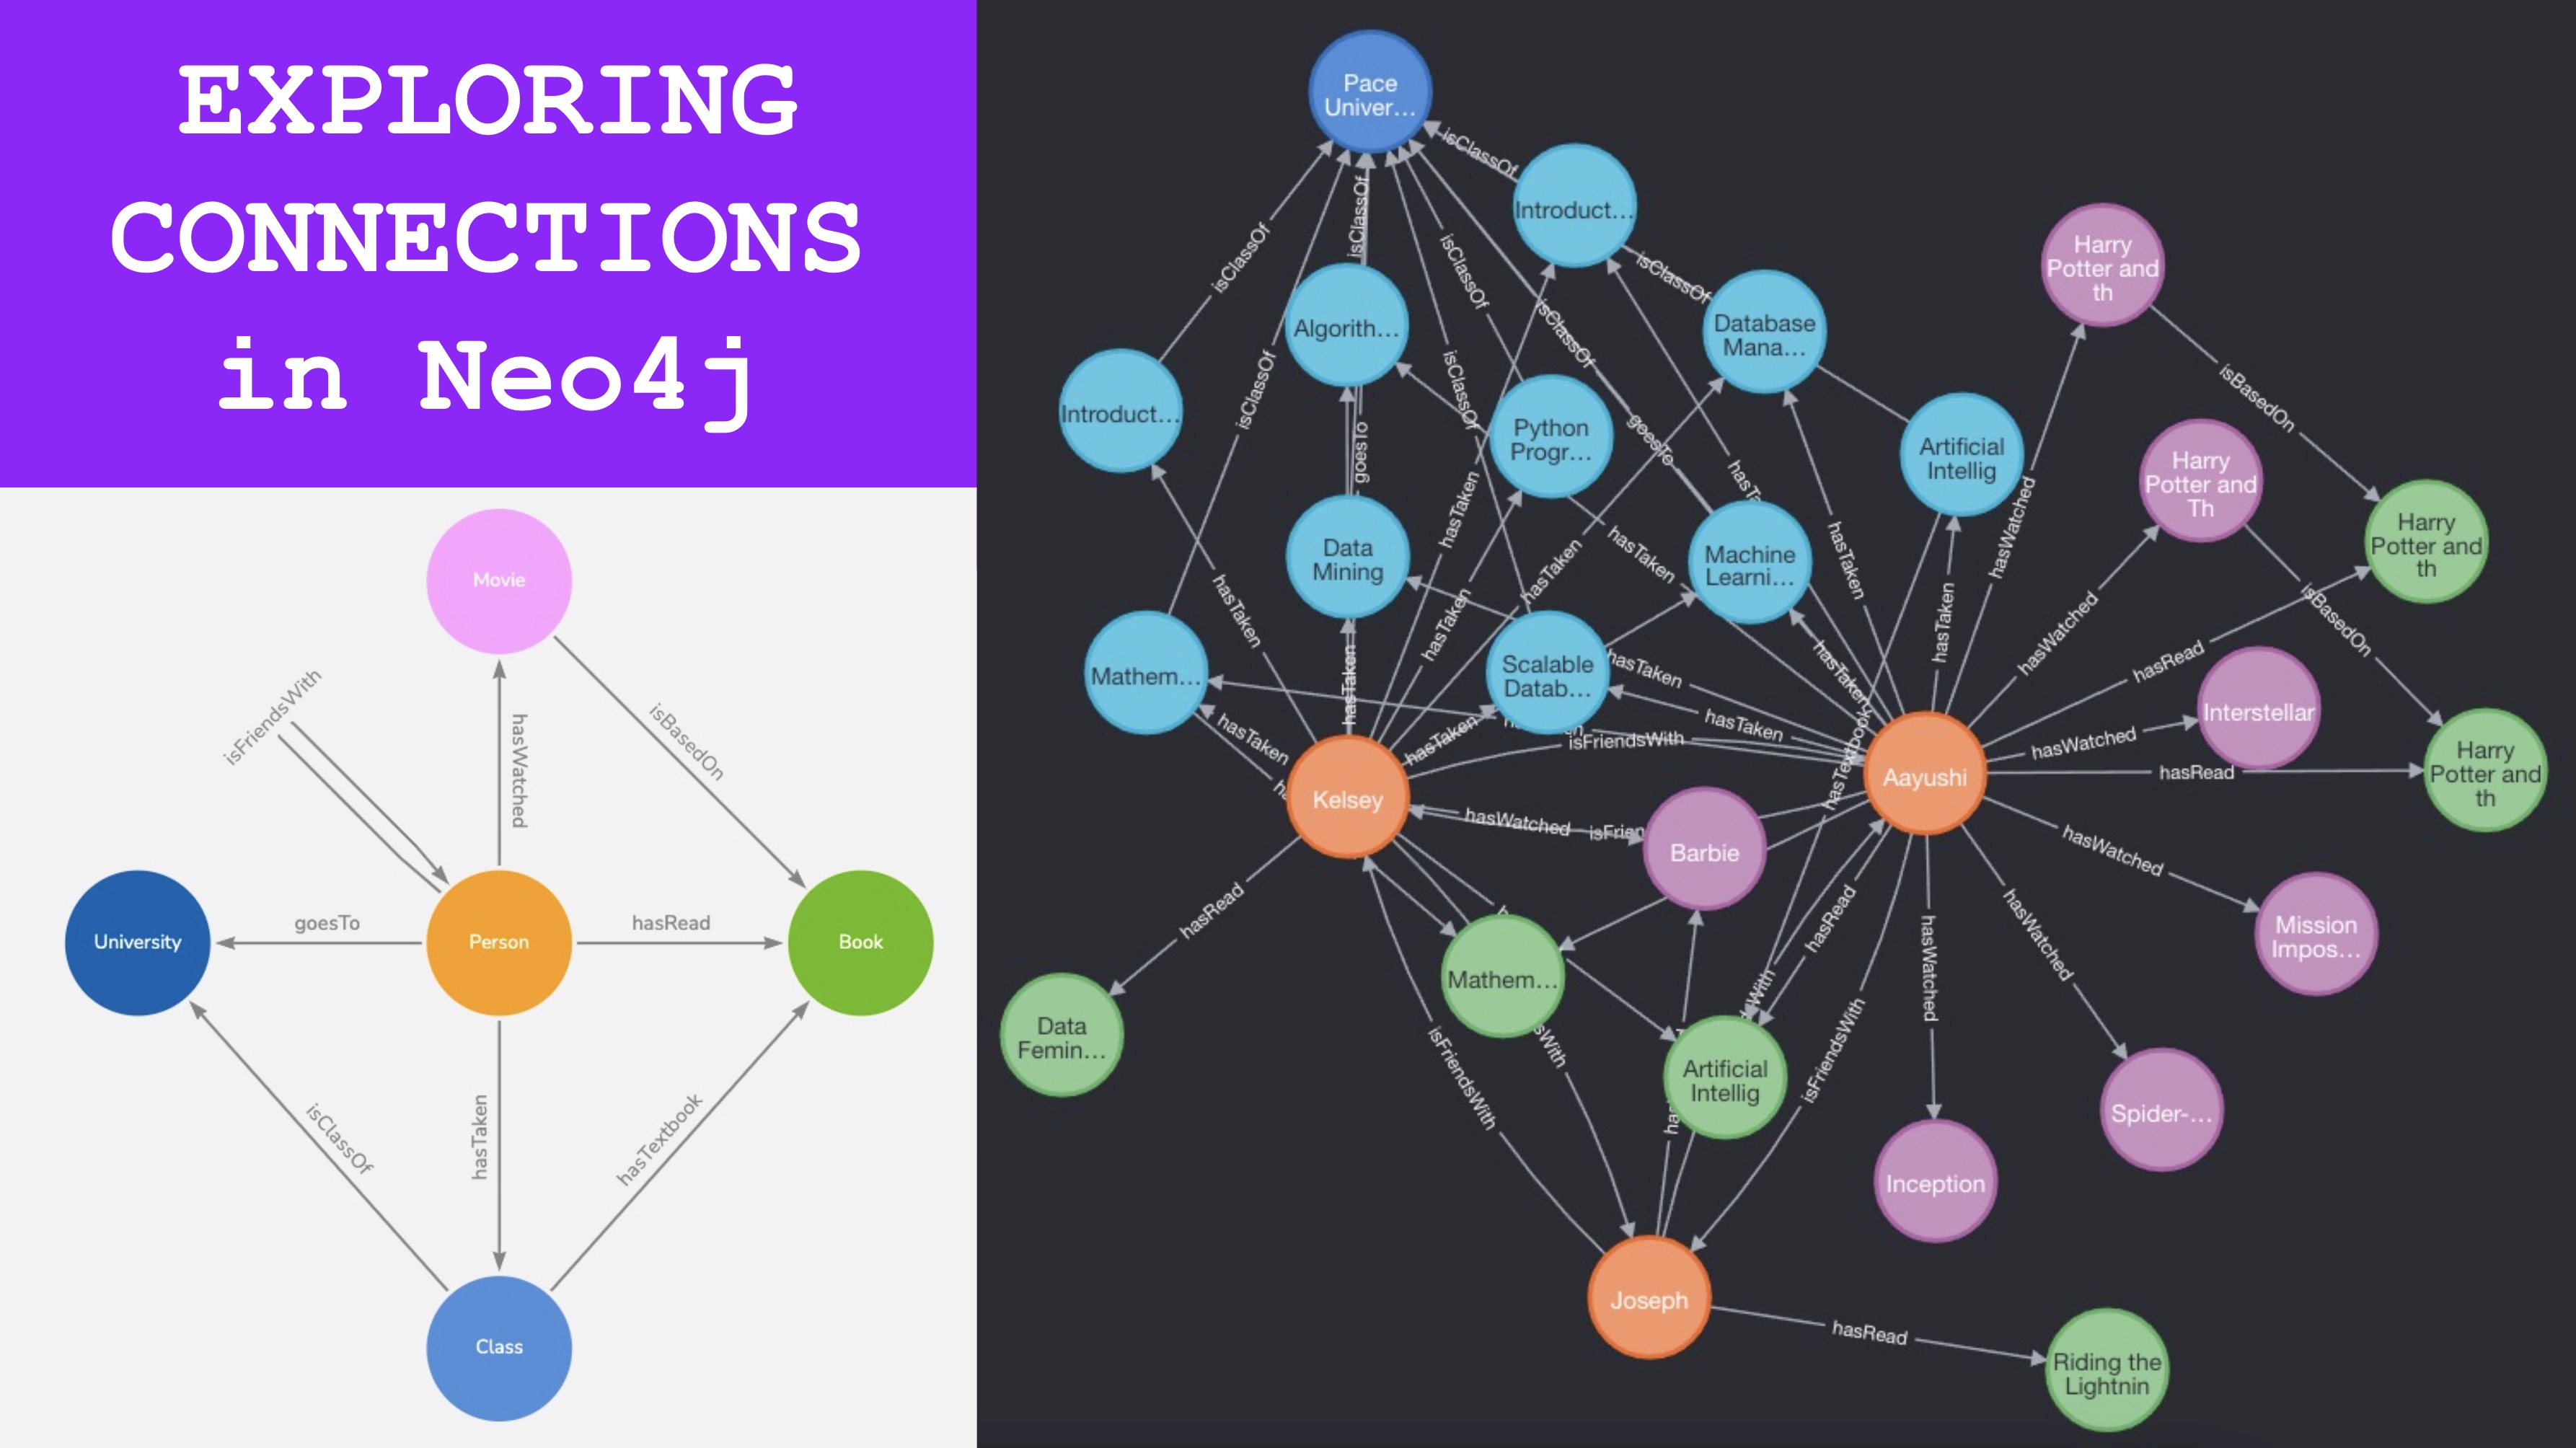 EXPLORING
CONNECTIONS
in Neo4j
Movie
isFriendsWith
hasWatched
isBasedOn
University
goesTo
Person
hasRead
Book
isClassOf
hasTaken
hasTextbook
Class
Pace
Univer...
isClassOf
Introduct...
isClassOf
isClassOf
isClassOf
isClassOf
Harry
Potter and
th
Algorith...
Database
Mana...
isClassOf
isClassOf
isClassOf
isBasedOn
Introduct...
goesTo
Python
Progr...
goesTo
Artificial
Intellig
Harry
Potter and
Th
hasTaken
hasWatched
Data
Mining
hasTaken
hasTaken
Machine
Learni...
hasTaken
Harry
Potter and
th
hasTaken
hasTaken
hasTaken
hasWatched
isBasedOn
Mathem...
hasTaken
Scalable
Datab...
hasTaken
hasTaken
hasRead
hasTaken
hasTaken
isFriendsWith
hasTaken
hasTextbook
hasWatched
Interstellar
Kelsey
Aayushi
hasRead
Harry
Potter and
th
hasWatched
isFrien
Barbie
hasWatched
hasRead
hasRead
hasWatched
hasWatched
Mission
Impos...
Mathem...
Data
Femin...
isFriendsWith
sWith
With
Artificial
Intellig
isFriendsWith
Spider-...
Inception
Joseph
hasRead
Riding the
Lightnin